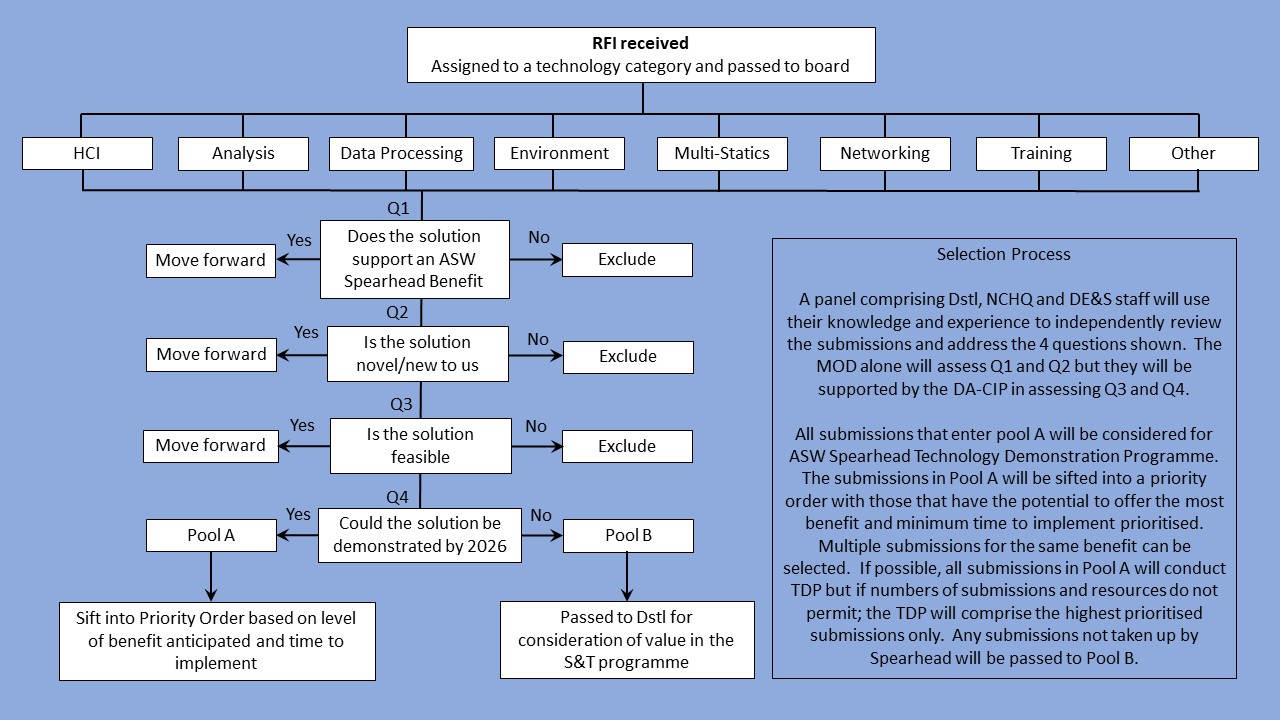 RFI received
Assigned to a technology category and passed to board
HCI
Analysis
Data Processing
Environment
Multi-Statics
Networking
Training
Other
Q1
Does the solution
support an ASW
Spearhead Benefit
Yes
Move forward
No
Exclude
Q2
Is the solution
novel/new to us
Yes
Move forward
No
Exclude
Q3
Is the solution
feasible
Yes
Move forward
No
Exclude
Q4
Could the solution be
demonstrated by 2026
Yes
Pool A
No
Pool B
Sift into Priority Order based on level
of benefit anticipated and time to
implement
Passed to Dstl for
consideration of value in the
S&T programme
Selection Process
A panel comprising Dstl, NCHQ and DE&S staff will use
their knowledge and experience to independently review
the submissions and address the 4 questions shown. The
MOD alone will assess Q1 and Q2 but they will be
supported by the DA-CIP in assessing Q3 and Q4.
All submissions that enter pool A will be considered for
ASW Spearhead Technology Demonstration Programme.
The submissions in Pool A will be sifted into a priority
order with those that have the potential to offer the most
benefit and minimum time to implement prioritised.
Multiple submissions for the same benefit can be
selected. If possible, all submissions in Pool A will conduct
TDP but if numbers of submissions and resources do not
permit; the TDP will comprise the highest prioritised
submissions only. Any submissions not taken up by
Spearhead will be passed to Pool B.